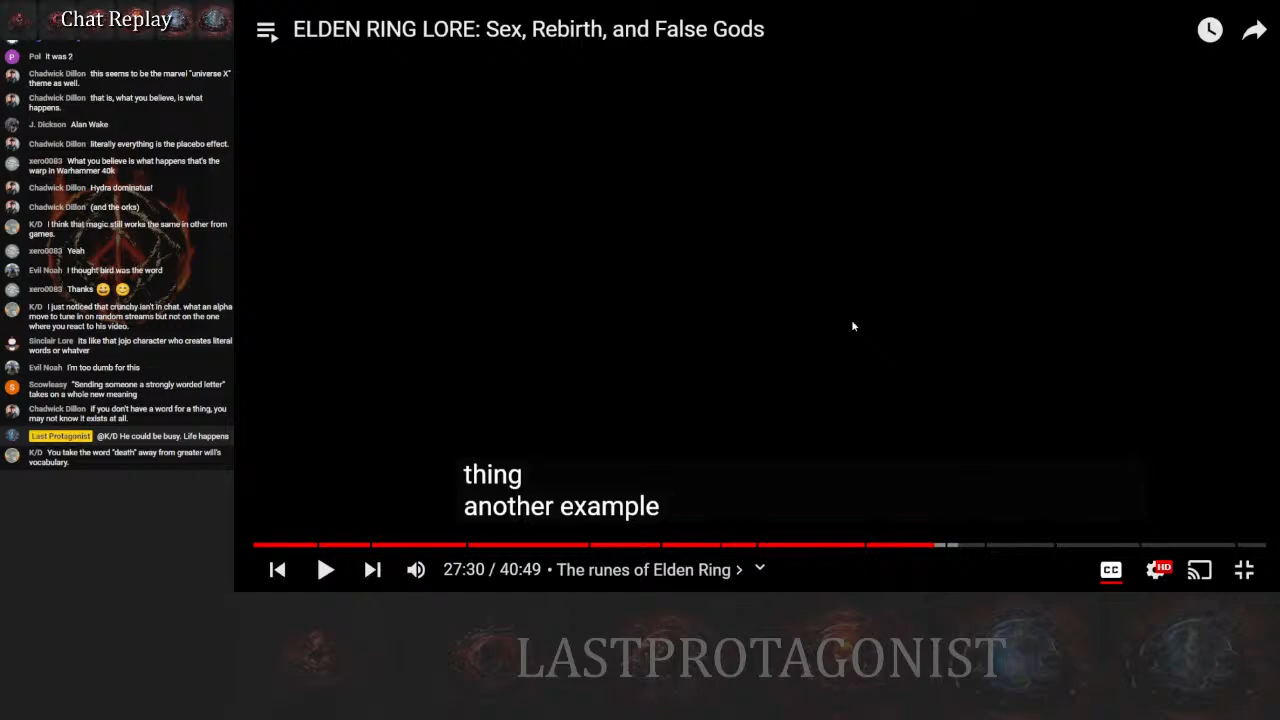 Chat Replay
Pol it was 2
Chadwick Dillon this seems to be the marvel "universe X"
theme as well.
Chadwick Dillon that is, what you believe, is what
happens.
J. Dickson Alan Wake
Chadwick Dillon literally everything is the placebo effect.
xero0083 What you believe is what happens that's the
warp in Warhammer 40k
Chadwick Dillon Hydra dominatus!
Chadwick Dillon (and the orks)
K/D I think that magic still works the same in other from
games.
xero0083 Yeah
Evil Noah I thought bird was the word
xero0083 Thanks 😀 😊
K/D I just noticed that crunchy isn't in chat. what an alpha
move to tune in on random streams but not on the one
where you react to his video.
Sinclair Lore its like that jojo character who creates literal
words or whatever
Evil Noah I'm too dumb for this
S
Scowleasy "Sending someone a strongly worded letter"
takes on a whole new meaning
Chadwick Dillon if you don't have a word for a thing, you
may not know it exists at all.
Last Protagonist @K/D He could be busy. Life happens
K/D You take the word "death" away from greater will's
vocabulary.
ELDEN RING LORE: Sex, Rebirth, and False Gods
thing
another example
27:30 / 40:49 • The runes of Elden Ring >
CC
HD
LASTPROTAGONIST